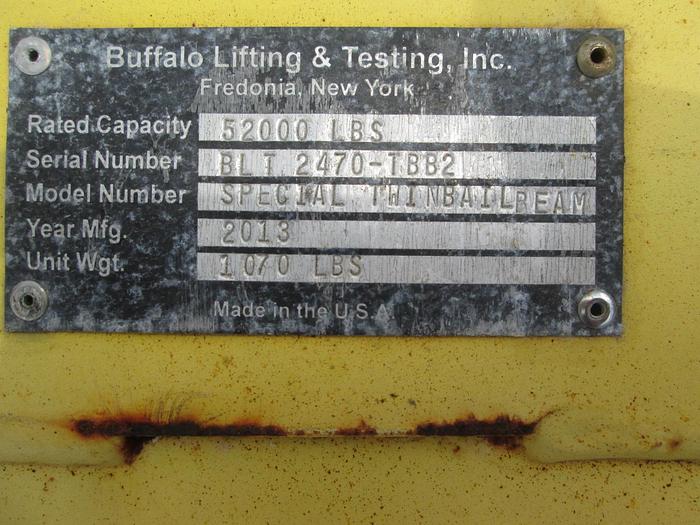 Buffalo Lifting & Testing, Inc.
Fredonia, New York
Rated Capacity 52000 LBS
Serial Number BLT 2470-TBB2
Model Number SPECIAL TWINBAILBEAM
Year Mfg. 2013
Unit Wgt. 1070 LBS
Made in the U.S.A.